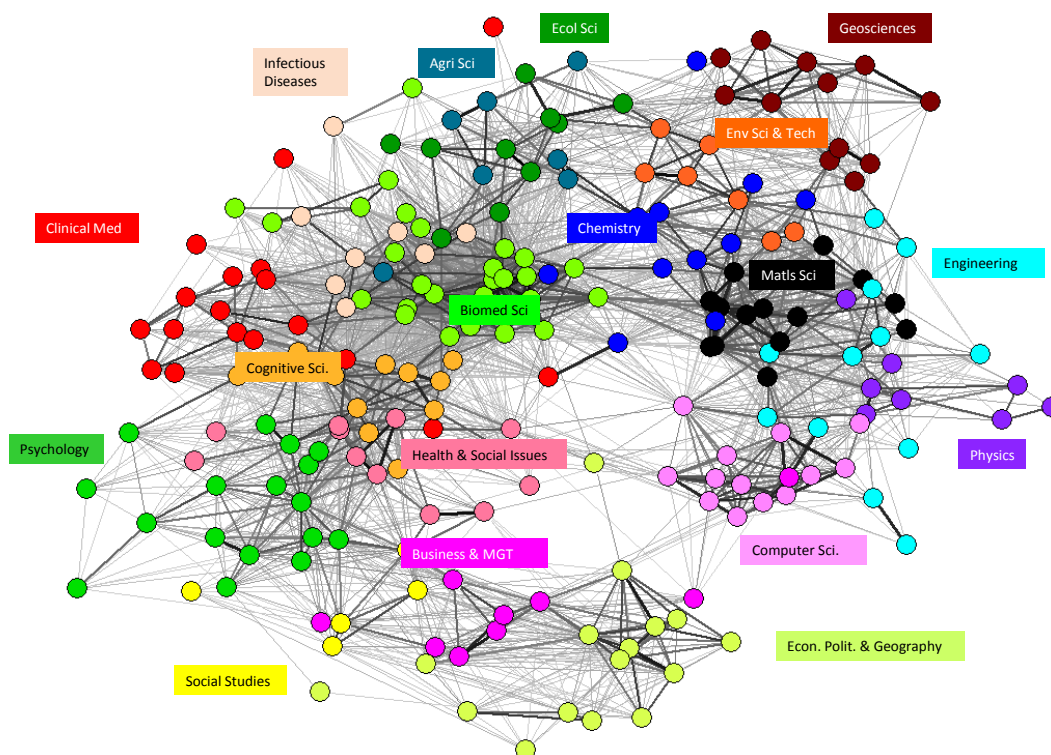 Ecol Sci
Geosciences
Infectious
Diseases
Agri Sci
Env Sci & Tech
Clinical Med
Chemistry
Matls Sci
Engineering
Biomed Sci
Cognitive Sci.
Psychology
Health & Social Issues
Physics
Business & MGT
Computer Sci.
Econ. Polit. & Geography
Social Studies